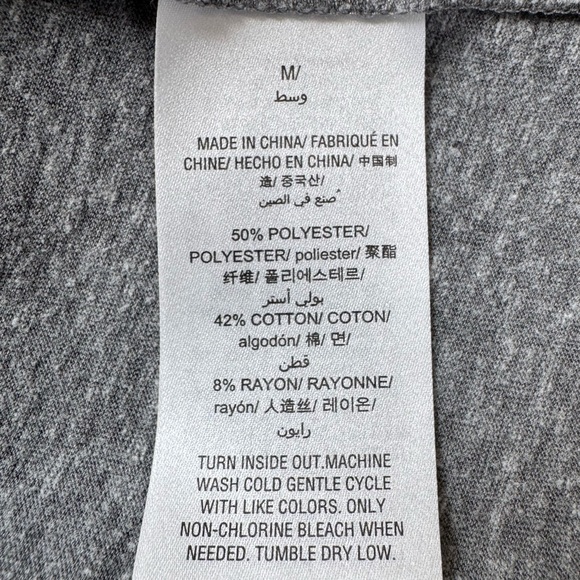 M/
وسط
MADE IN CHINA/ FABRIQUÉ EN
CHINE/ HECHO EN CHINA/ 中国制
造/ 중국산/
صنع في الصين
50% POLYESTER/
POLYESTER/ poliester/ 聚酯
纤维/ 폴리에스테르/
بولي أستر
42% COTTON/ COTON/
algodón/ 棉/ 면/
قطن
8% RAYON/ RAYONNE/
rayón/ 人造丝/ 레이온/
رايون
TURN INSIDE OUT.MACHINE
WASH COLD GENTLE CYCLE
WITH LIKE COLORS. ONLY
NON-CHLORINE BLEACH WHEN
NEEDED. TUMBLE DRY LOW.